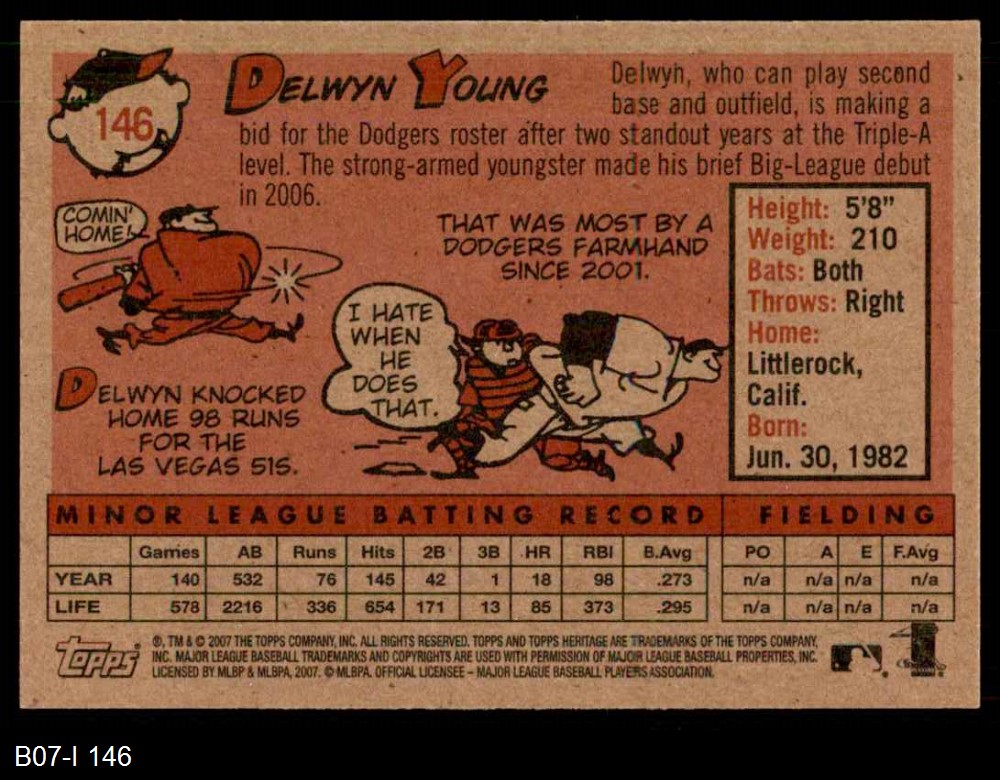 146
DELWYN YOUNG
Delwyn, who can play second
base and outfield, is making a
bid for the Dodgers roster after two standout years at the Triple-A
level. The strong-armed youngster made his brief Big-League debut
in 2006.
COMIN'
HOME!
THAT WAS MOST BY A
DODGERS FARMHAND
SINCE 2001.
I HATE
WHEN
HE
DOES
THAT.
DELWYN KNOCKED
HOME 98 RUNS
FOR THE
LAS VEGAS 51S.
Height: 5'8"
Weight: 210
Bats: Both
Throws: Right
Home:
Littlerock,
Calif.
Born:
Jun. 30, 1982
MINOR LEAGUE BATTING RECORD FIELDING
Games AB Runs Hits 2B 3B HR RBI B.Avg PO A E F.Avg
YEAR 140 532 76 145 42 1 18 98 .273 n/a n/a n/a n/a
LIFE 578 2216 336 654 171 13 85 373 .295 n/a n/a n/a n/a
Topps
®, TM & © 2007 THE TOPPS COMPANY, INC. ALL RIGHTS RESERVED. TOPPS AND TOPPS HERITAGE ARE TRADEMARKS OF THE TOPPS COMPANY,
INC. MAJOR LEAGUE BASEBALL TRADEMARKS AND COPYRIGHTS ARE USED WITH PERMISSION OF MAJOR LEAGUE BASEBALL PROPERTIES, INC.
LICENSED BY MLBP & MLBPA, 2007. © MLBPA. OFFICIAL LICENSEE – MAJOR LEAGUE BASEBALL PLAYERS ASSOCIATION.
B07-I 146